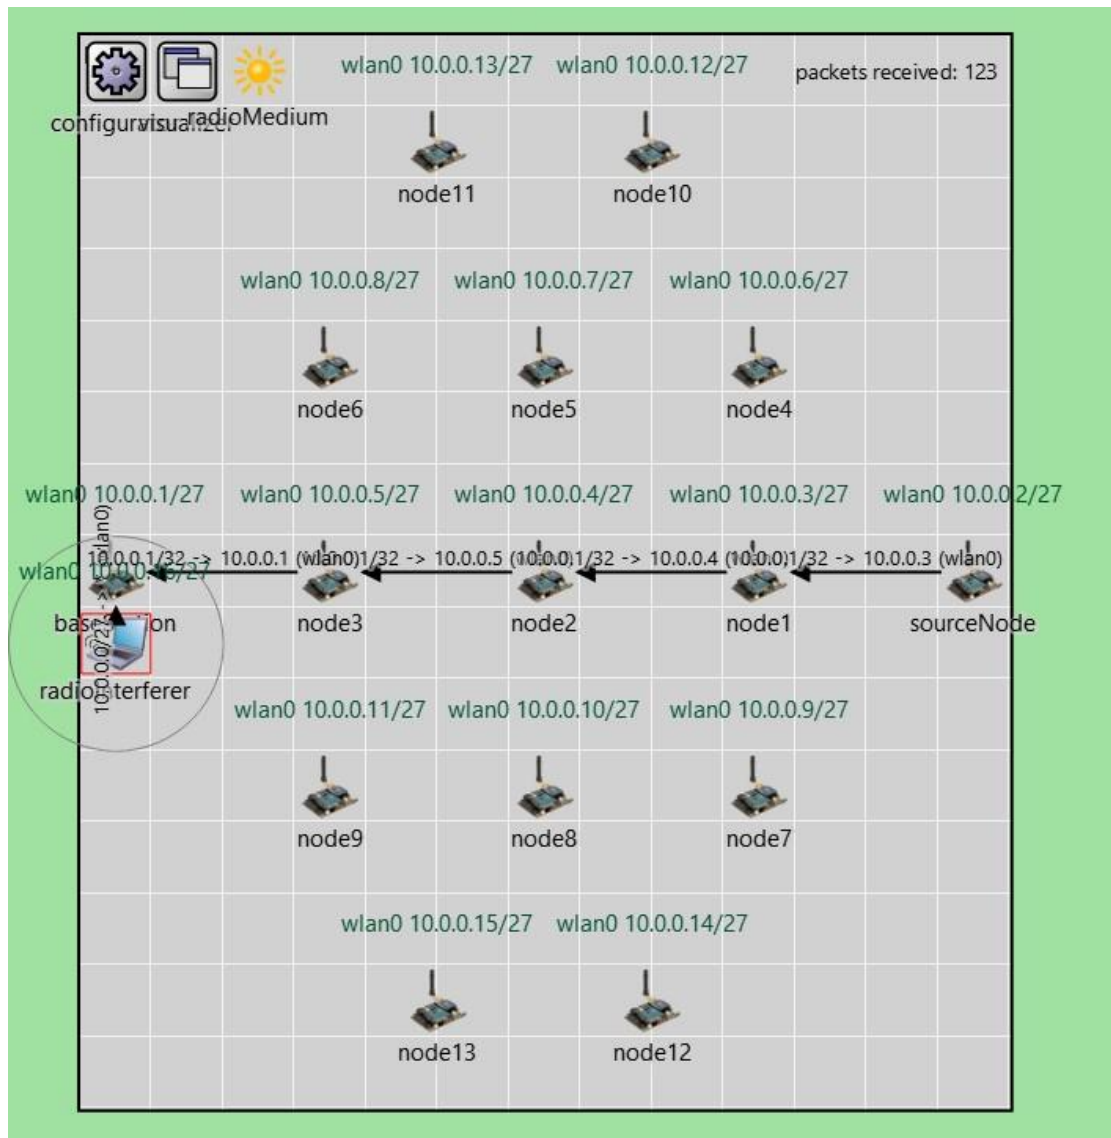 wlan0 10.0.0.13/27 wlan0 10.0.0.12/27 packets received: 123
radioMedium
node11 node10
wlan0 10.0.0.8/27 wlan0 10.0.0.7/27 wlan0 10.0.0.6/27
node6 node5 node4
wlan0 10.0.0.1/27 wlan0 10.0.0.5/27 wlan0 10.0.0.4/27 wlan0 10.0.0.3/27 wlan0 10.0.0.2/27
10.0.0.1/32 -> 10.0.0.1 (wlan0) 1/32 -> 10.0.0.5 1/32 -> 10.0.0.4 1/32 -> 10.0.0.3 (wlan0)
wlan0
node3 node2 node1 sourceNode
10.0.0.0/27 ->
wlan0 10.0.0.11/27 wlan0 10.0.0.10/27 wlan0 10.0.0.9/27
node9 node8 node7
wlan0 10.0.0.15/27 wlan0 10.0.0.14/27
node13 node12